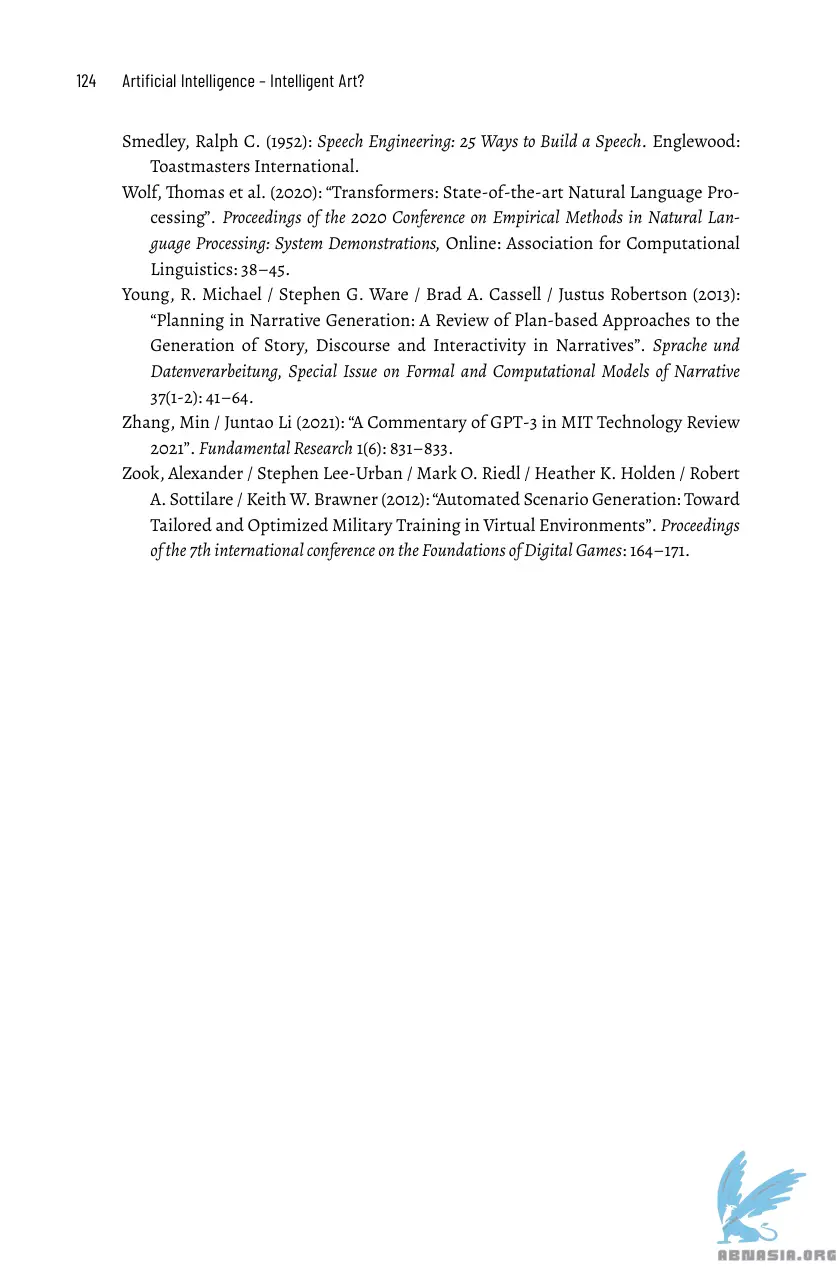 124 Artificial Intelligence – Intelligent Art?
Smedley, Ralph C. (1952): Speech Engineering: 25 Ways to Build a Speech. Englewood:
Toastmasters International.
Wolf, Thomas et al. (2020): “Transformers: State-of-the-art Natural Language Pro-
cessing”. Proceedings of the 2020 Conference on Empirical Methods in Natural Lan-
guage Processing: System Demonstrations, Online: Association for Computational
Linguistics: 38–45.
Young, R. Michael / Stephen G. Ware / Brad A. Cassell / Justus Robertson (2013):
“Planning in Narrative Generation: A Review of Plan-based Approaches to the
Generation of Story, Discourse and Interactivity in Narratives”. Sprache und
Datenverarbeitung, Special Issue on Formal and Computational Models of Narrative
37(1-2): 41–64.
Zhang, Min / Juntao Li (2021): “A Commentary of GPT-3 in MIT Technology Review
2021”. Fundamental Research 1(6): 831–833.
Zook, Alexander / Stephen Lee-Urban / Mark O. Riedl / Heather K. Holden / Robert
A. Sottilare / Keith W. Brawner (2012): “Automated Scenario Generation: Toward
Tailored and Optimized Military Training in Virtual Environments”. Proceedings
of the 7th international conference on the Foundations of Digital Games: 164–171.
ABNASIA.ORG